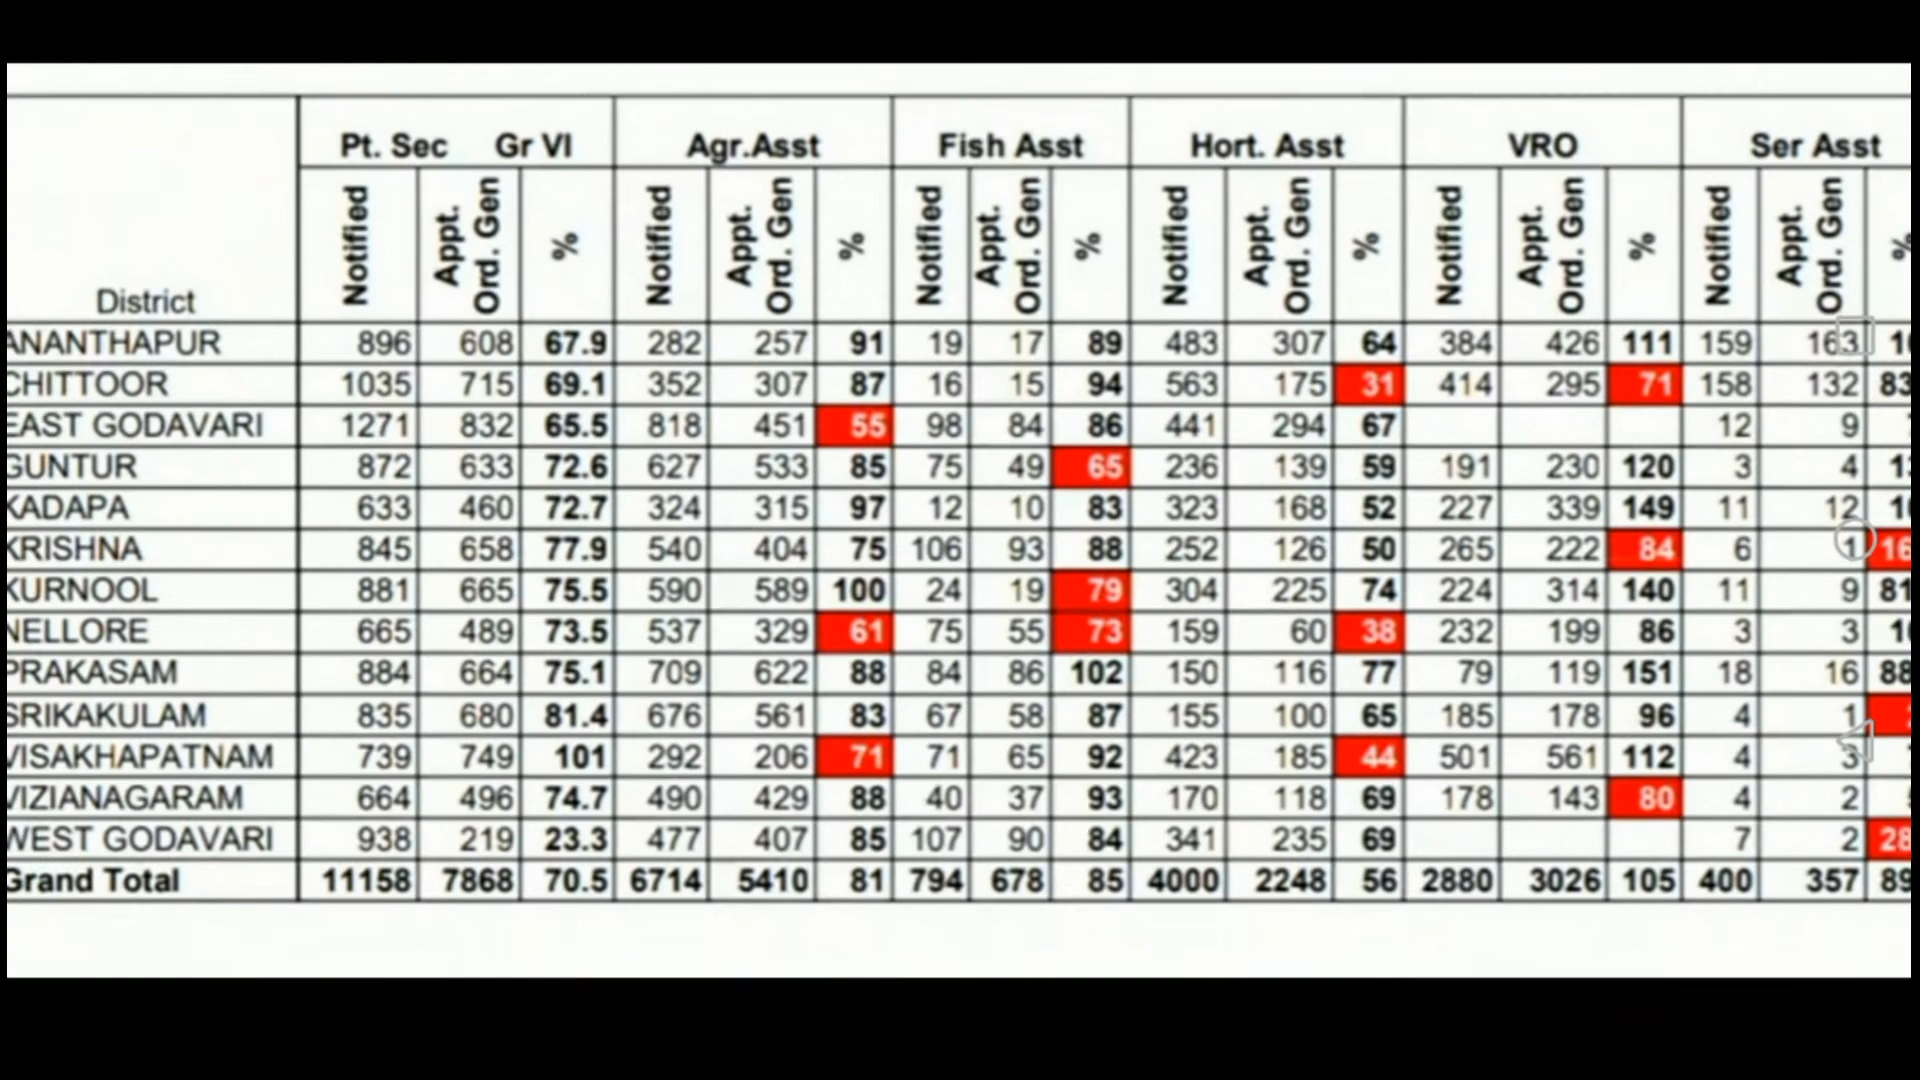 Pt. Sec Gr VI Agr.Asst Fish Asst Hort. Asst VRO Ser Asst
District Notified Appt. Ord. Gen % Notified Appt. Ord. Gen % Notified Appt. Ord. Gen % Notified Appt. Ord. Gen % Notified Appt. Ord. Gen % Notified Appt. Ord. Gen %
ANANTHAPUR 896 608 67.9 282 257 91 19 17 89 483 307 64 384 426 111 159 163
CHITTOOR 1035 715 69.1 352 307 87 16 15 94 563 175 31 414 295 71 158 132 83
EAST GODAVARI 1271 832 65.5 818 451 55 98 84 86 441 294 67 12 9
GUNTUR 872 633 72.6 627 533 85 75 49 65 236 139 59 191 230 120 3 4
KADAPA 633 460 72.7 324 315 97 12 10 83 323 168 52 227 339 149 11 12
KRISHNA 845 658 77.9 540 404 75 106 93 88 252 126 50 265 222 84 6 1 16
KURNOOL 881 665 75.5 590 589 100 24 19 79 304 225 74 224 314 140 11 9 81
NELLORE 665 489 73.5 537 329 61 75 55 73 159 60 38 232 199 86 3 3
PRAKASAM 884 664 75.1 709 622 88 84 86 102 150 116 77 79 119 151 18 16 88
SRIKAKULAM 835 680 81.4 676 561 83 67 58 87 155 100 65 185 178 96 4 1
VISAKHAPATNAM 739 749 101 292 206 71 71 65 92 423 185 44 501 561 112 4 3
VIZIANAGARAM 664 496 74.7 490 429 88 40 37 93 170 118 69 178 143 80 4 2
WEST GODAVARI 938 219 23.3 477 407 85 107 90 84 341 235 69 7 2 28
Grand Total 11158 7868 70.5 6714 5410 81 794 678 85 4000 2248 56 2880 3026 105 400 357 89